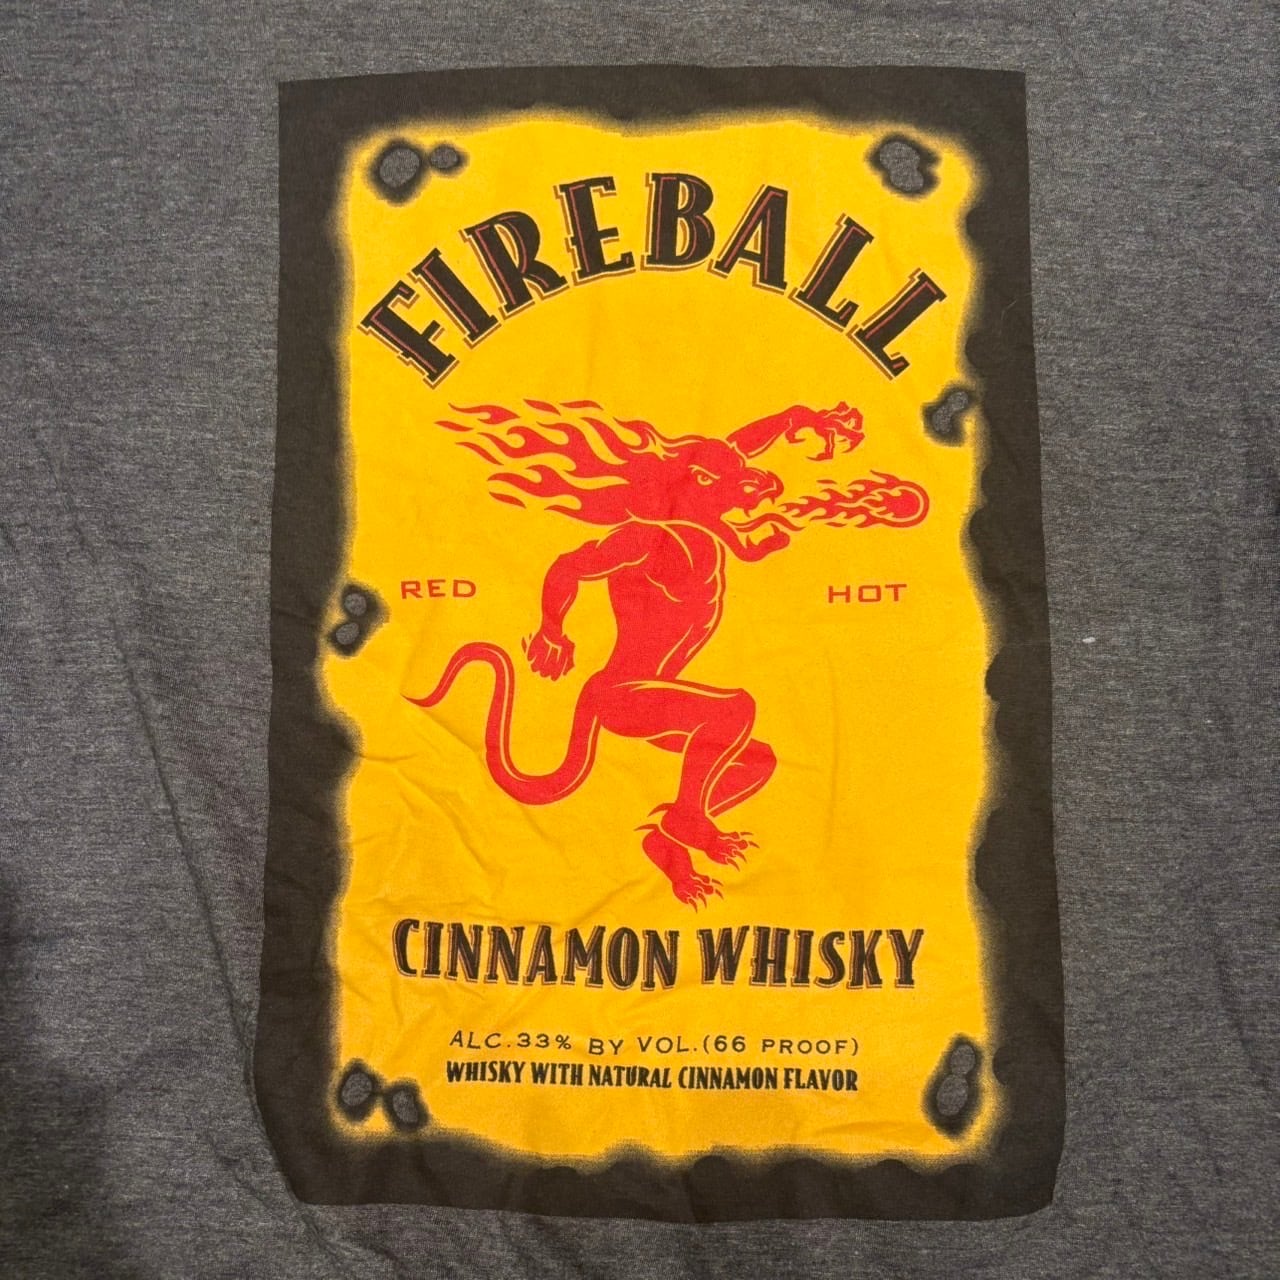 FIREBALL
RED HOT
CINNAMON WHISKY
ALC.33% BY VOL.(66 PROOF)
WHISKY WITH NATURAL CINNAMON FLAVOR